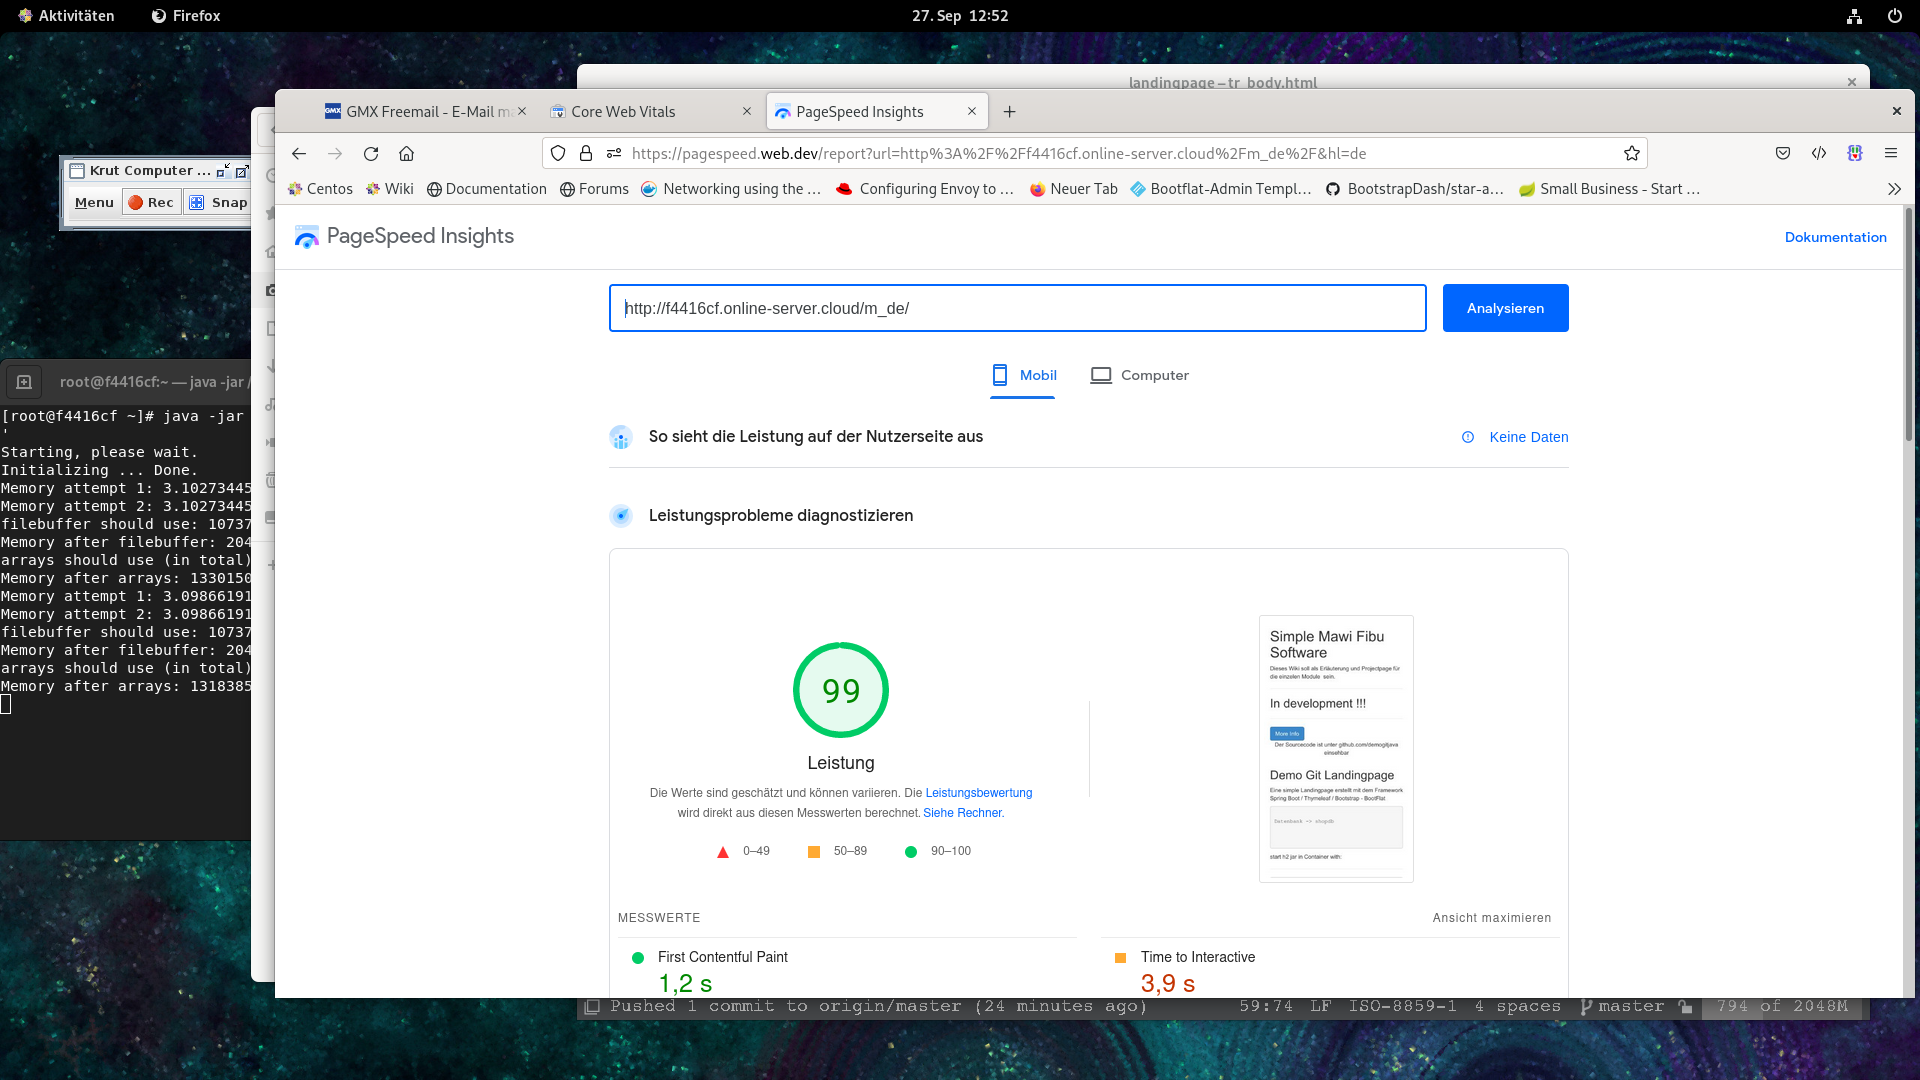 Aktivitäten
Firefox
27. Sep 12:52
landingpage – tr_body.html
GMX Freemail - E-Mail m
Core Web Vitals
PageSpeed Insights
https://pagespeed.web.dev/report?url=http%3A%2F%2Ff4416cf.online-server.cloud%2Fm_de%2F&hl=de
Centos
Wiki
Documentation
Forums
Networking using the …
Configuring Envoy to …
Neuer Tab
Bootflat-Admin Templ…
BootstrapDash/star-a…
Small Business - Start …
Krut Computer ...
Menu
Rec
Snap
PageSpeed Insights
Dokumentation
http://f4416cf.online-server.cloud/m_de/
Analysieren
Mobil
Computer
So sieht die Leistung auf der Nutzerseite aus
Keine Daten
Leistungsprobleme diagnostizieren
99
Leistung
Die Werte sind geschätzt und können variieren. Die Leistungsbewertung
wird direkt aus diesen Messwerten berechnet. Siehe Rechner.
0–49
50–89
90–100
Simple Mawi Fibu
Software
Dieses Wiki soll als Erläuterung und Projectpage für
die einzelen Module sein.
In development !!!
More Info
Der Sourcecode ist unter github.com/demogitjava
einsehbar
Demo Git Landingpage
Eine simple Landingpage erstellt mit dem Framework
Spring Boot / Thymeleaf / Bootstrap - BootFlat
Datenbank -> shopdb
start h2 jar in Container with:
MESSWERTE
Ansicht maximieren
First Contentful Paint
1,2 s
Time to Interactive
3,9 s
root@f4416cf:~ — java -jar /
[root@f4416cf ~]# java -jar
'
Starting, please wait.
Initializing ... Done.
Memory attempt 1: 3.10273445
Memory attempt 2: 3.10273445
filebuffer should use: 10737
Memory after filebuffer: 204
arrays should use (in total)
Memory after arrays: 1330150
Memory attempt 1: 3.09866191
Memory attempt 2: 3.09866191
filebuffer should use: 10737
Memory after filebuffer: 204
arrays should use (in total)
Memory after arrays: 1318385
Pushed 1 commit to origin/master (24 minutes ago)
59:74 LF ISO-8859-1 4 spaces
master
794 of 2048M